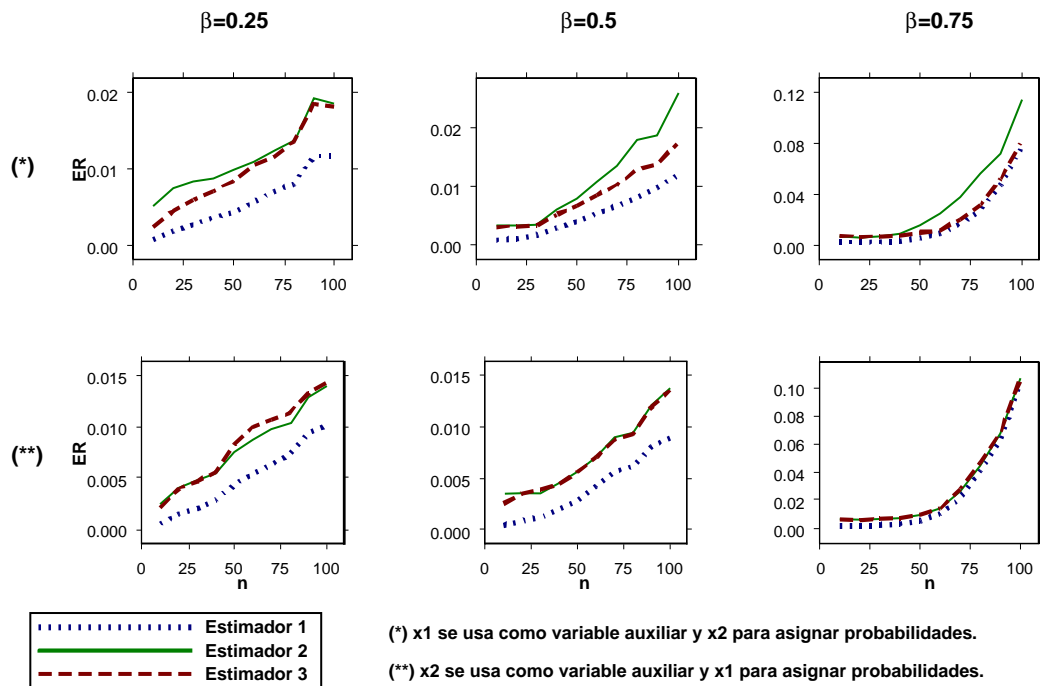 β=0.25 β=0.5 β=0.75
(*)
ER
0.02
0.01
0.00
0 25 50 75 100
0.02
0.01
0.00
0 25 50 75 100
0.12
0.08
0.04
0.00
0 25 50 75 100
(**)
ER
0.015
0.010
0.005
0.000
0 25 50 75 100
n
0.015
0.010
0.005
0.000
0 25 50 75 100
n
0.10
0.08
0.06
0.04
0.02
0.00
0 25 50 75 100
n
Estimador 1
Estimador 2
Estimador 3
(*) x1 se usa como variable auxiliar y x2 para asignar probabilidades.
(**) x2 se usa como variable auxiliar y x1 para asignar probabilidades.